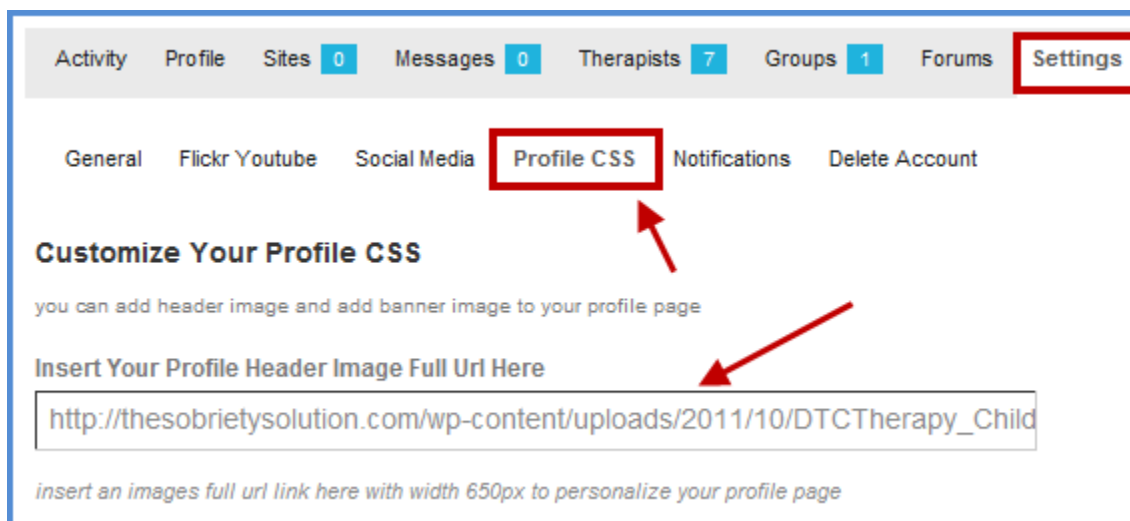 Activity Profile Sites 0 Messages 0 Therapists 7 Groups 1 Forums Settings
General Flickr Youtube Social Media Profile CSS Notifications Delete Account
Customize Your Profile CSS
you can add header image and add banner image to your profile page
Insert Your Profile Header Image Full Url Here
http://thesobrietysolution.com/wp-content/uploads/2011/10/DTCTherapy_Child
insert an images full url link here with width 650px to personalize your profile page